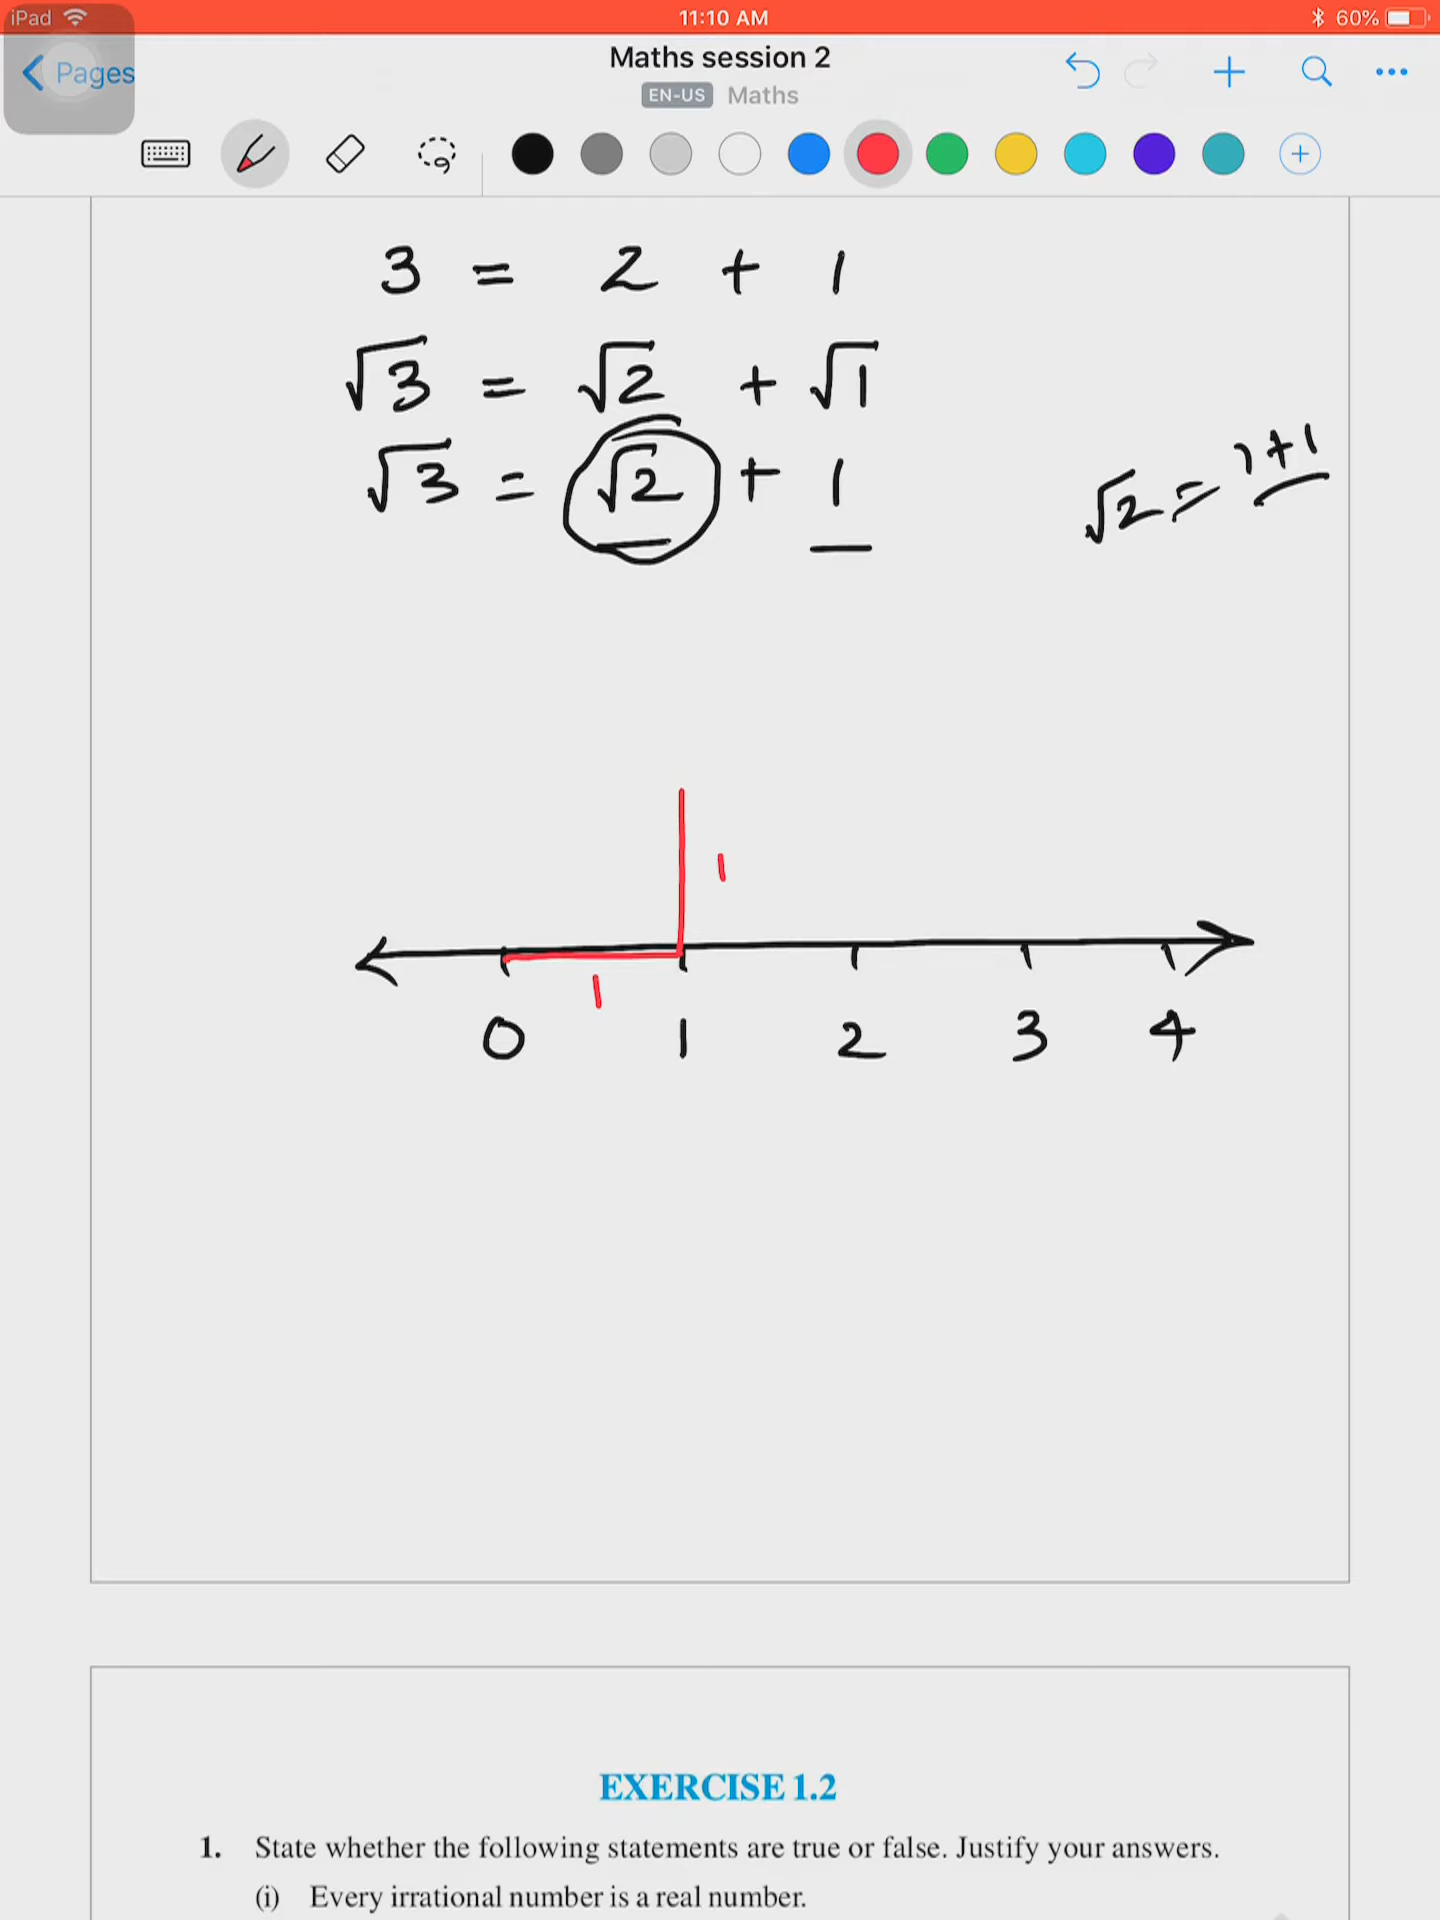 iPad 11:10 AM 60%
Pages Maths session 2
EN-US Maths
3 = 2 + 1
√3 = √2 + √1
√3 = √2 + 1
√2 = 1+1
1
1
0 1 2 3 4
EXERCISE 1.2
1. State whether the following statements are true or false. Justify your answers.
(i) Every irrational number is a real number.